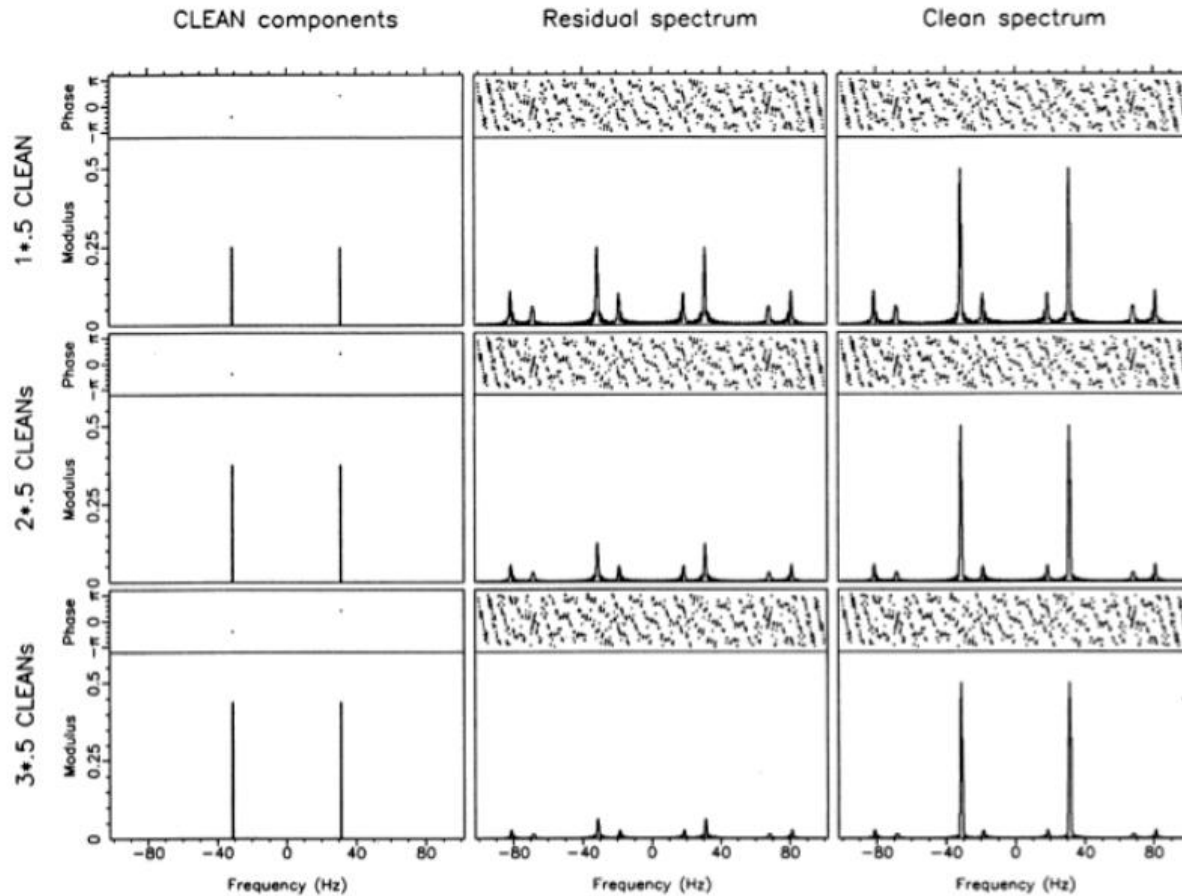 CLEAN components Residual spectrum Clean spectrum
1*.5 CLEAN
Phase
π
0
−π
Modulus
0.5
0.25
0
2*.5 CLEANs
Phase
π
0
−π
Modulus
0.5
0.25
0
3*.5 CLEANs
Phase
π
0
−π
Modulus
0.5
0.25
0
−80 −40 0 40 80 −80 −40 0 40 80 −80 −40 0 40 80
Frequency (Hz) Frequency (Hz) Frequency (Hz)